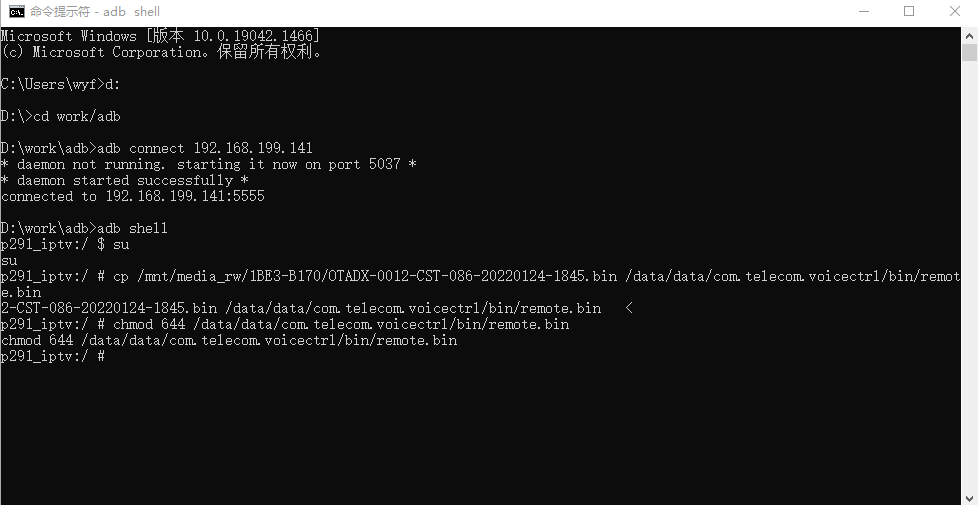 命令提示符 - adb  shell
Microsoft Windows [版本 10.0.19042.1466]
(c) Microsoft Corporation。保留所有权利。
C:\Users\wyf>d:
D:\>cd work/adb
D:\work\adb>adb connect 192.168.199.141
* daemon not running. starting it now on port 5037 *
* daemon started successfully *
connected to 192.168.199.141:5555
D:\work\adb>adb shell
p291_iptv:/ $ su
su
p291_iptv:/ # cp /mnt/media_rw/1BE3-B170/OTADX-0012-CST-086-20220124-1845.bin /data/data/com.telecom.voicectrl/bin/remot
e.bin
2-CST-086-20220124-1845.bin /data/data/com.telecom.voicectrl/bin/remote.bin   <
p291_iptv:/ # chmod 644 /data/data/com.telecom.voicectrl/bin/remote.bin
chmod 644 /data/data/com.telecom.voicectrl/bin/remote.bin
p291_iptv:/ #